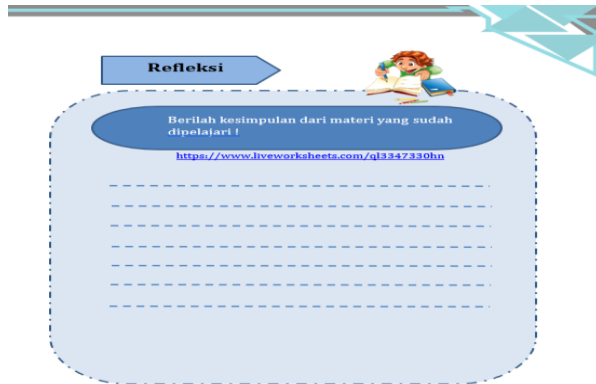 Refleksi
Berilah kesimpulan dari materi yang sudah
dipelajari !
https://www.liveworksheets.com/ql3347330hn